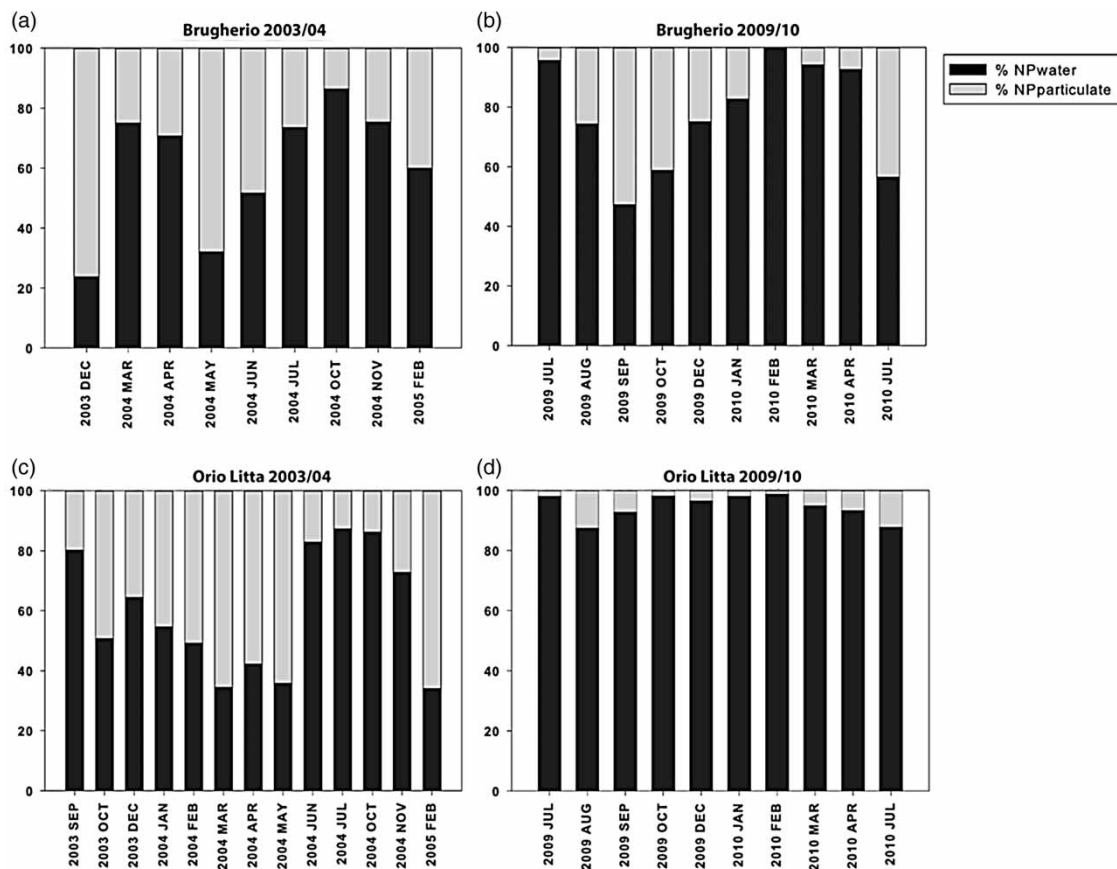 (a)
Brugherio 2003/04
100
80
60
40
20
0
2003 DEC
2004 MAR
2004 APR
2004 MAY
2004 JUN
2004 JUL
2004 OCT
2004 NOV
2005 FEB
(b)
Brugherio 2009/10
100
80
60
40
20
0
2009 JUL
2009 AUG
2009 SEP
2009 OCT
2009 DEC
2010 JAN
2010 FEB
2010 MAR
2010 APR
2010 JUL
% NPwater
% NPparticulate
(c)
Orio Litta 2003/04
100
80
60
40
20
0
2003 SEP
2003 OCT
2003 DEC
2004 JAN
2004 FEB
2004 MAR
2004 APR
2004 MAY
2004 JUN
2004 JUL
2004 OCT
2004 NOV
2005 FEB
(d)
Orio Litta 2009/10
100
80
60
40
20
0
2009 JUL
2009 AUG
2009 SEP
2009 OCT
2009 DEC
2010 JAN
2010 FEB
2010 MAR
2010 APR
2010 JUL